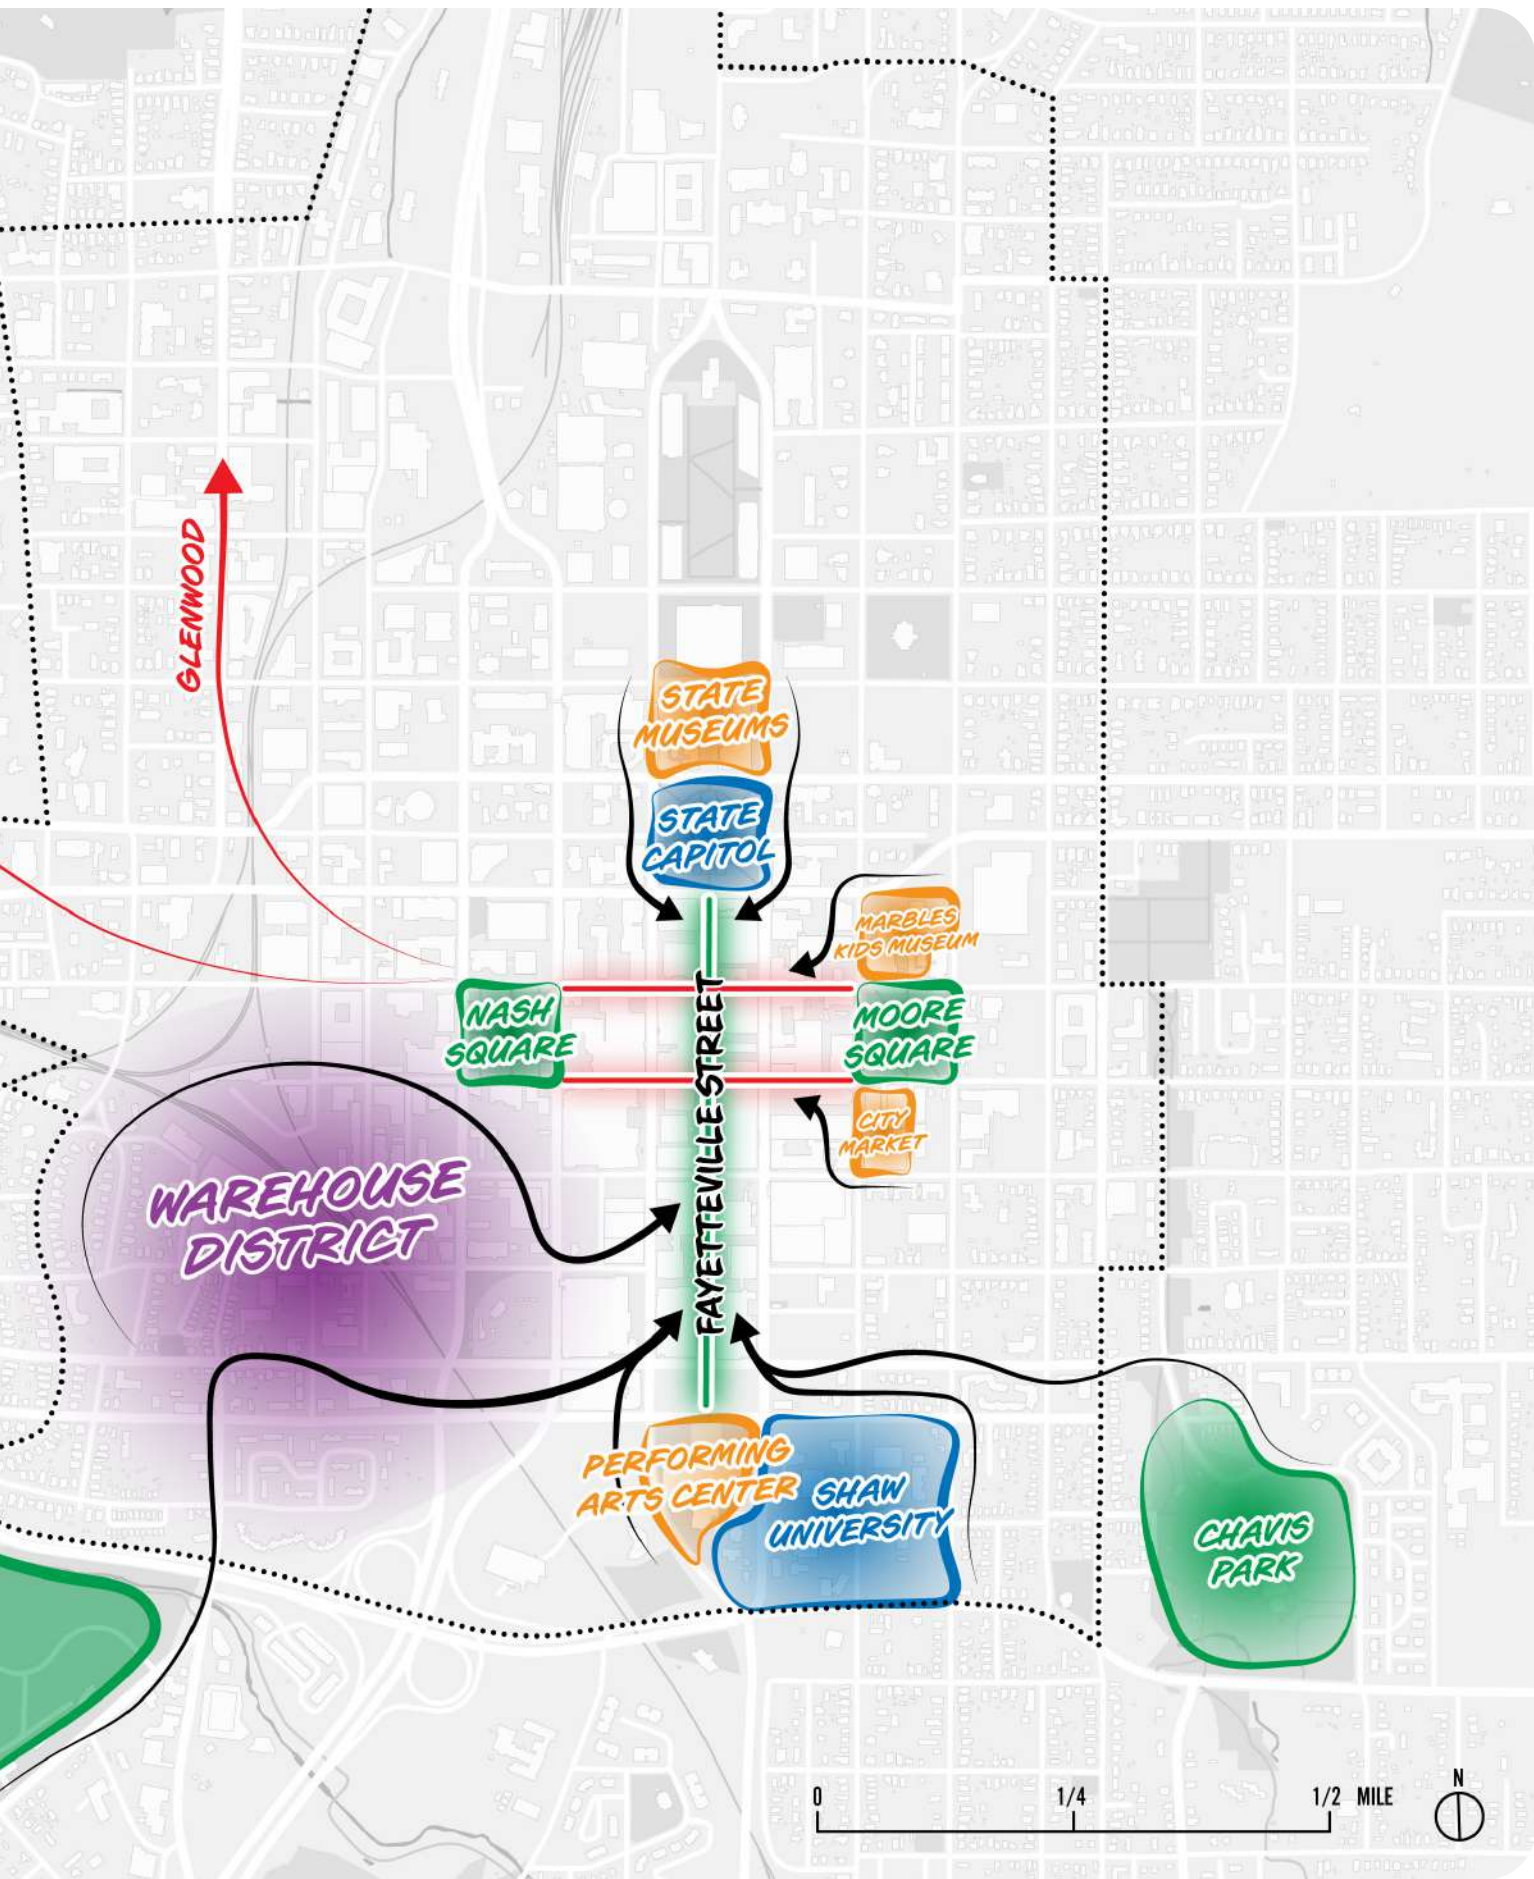 GLENWOOD
STATE
MUSEUMS
STATE
CAPITOL
MARBLES
KIDS MUSEUM
NASH
SQUARE
FAYETTEVILLE STREET
MOORE
SQUARE
CITY
MARKET
WAREHOUSE
DISTRICT
PERFORMING
ARTS CENTER
SHAW
UNIVERSITY
CHAVIS
PARK
0 1/4 1/2 MILE
N